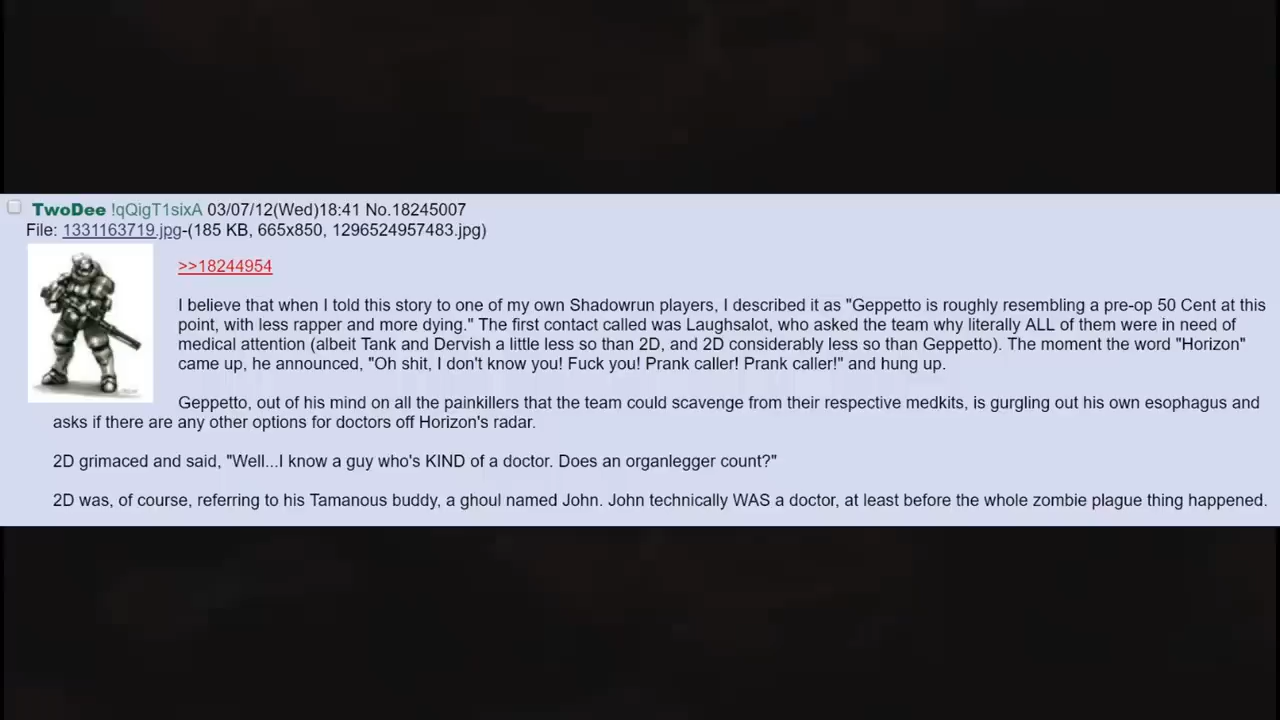 TwoDee !qQigT1sixA 03/07/12(Wed)18:41 No.18245007
File: 1331163719.jpg-(185 KB, 665x850, 1296524957483.jpg)
>>18244954
I believe that when I told this story to one of my own Shadowrun players, I described it as "Geppetto is roughly resembling a pre-op 50 Cent at this
point, with less rapper and more dying." The first contact called was Laughsalot, who asked the team why literally ALL of them were in need of
medical attention (albeit Tank and Dervish a little less so than 2D, and 2D considerably less so than Geppetto). The moment the word "Horizon"
came up, he announced, "Oh shit, I don't know you! Fuck you! Prank caller! Prank caller!" and hung up.
Geppetto, out of his mind on all the painkillers that the team could scavenge from their respective medkits, is gurgling out his own esophagus and
asks if there are any other options for doctors off Horizon's radar.
2D grimaced and said, "Well...I know a guy who's KIND of a doctor. Does an organlegger count?"
2D was, of course, referring to his Tamanous buddy, a ghoul named John. John technically WAS a doctor, at least before the whole zombie plague thing happened.